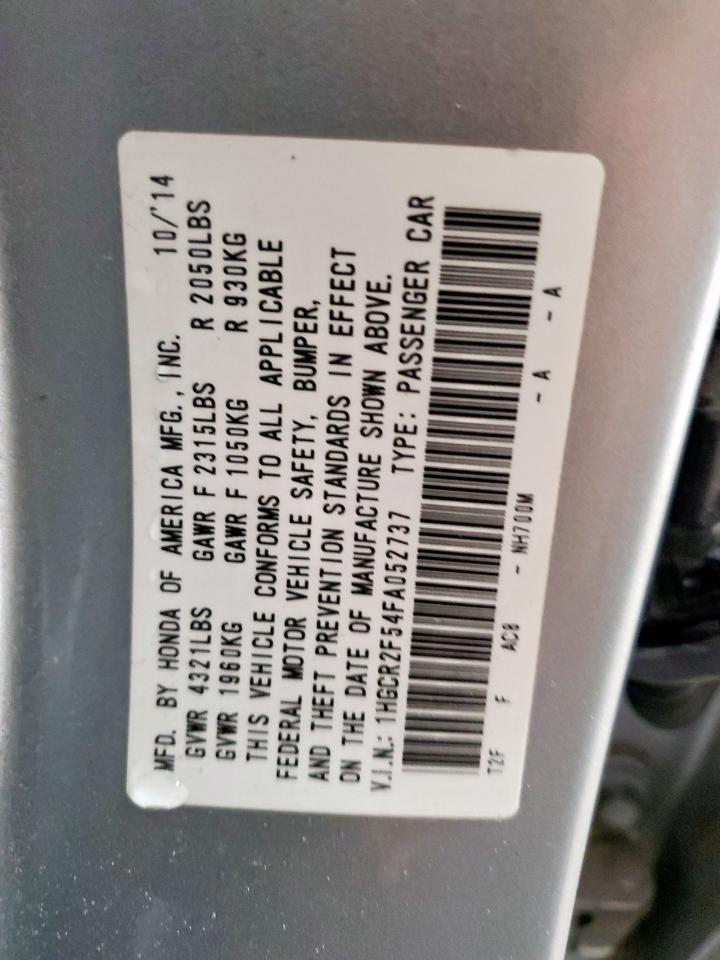 MFD. BY HONDA OF AMERICA MFG., INC. 10/'14
GVWR 4321LBS GAWR F 2315LBS R 2050LBS
GVWR 1960KG GAWR F 1050KG R 930KG
THIS VEHICLE CONFORMS TO ALL APPLICABLE
FEDERAL MOTOR VEHICLE SAFETY, BUMPER,
AND THEFT PREVENTION STANDARDS IN EFFECT
ON THE DATE OF MANUFACTURE SHOWN ABOVE.
V.I.N.: 1HGCR2F54FA052737 TYPE: PASSENGER CAR
T2F F AC8 - NH700M - A - A